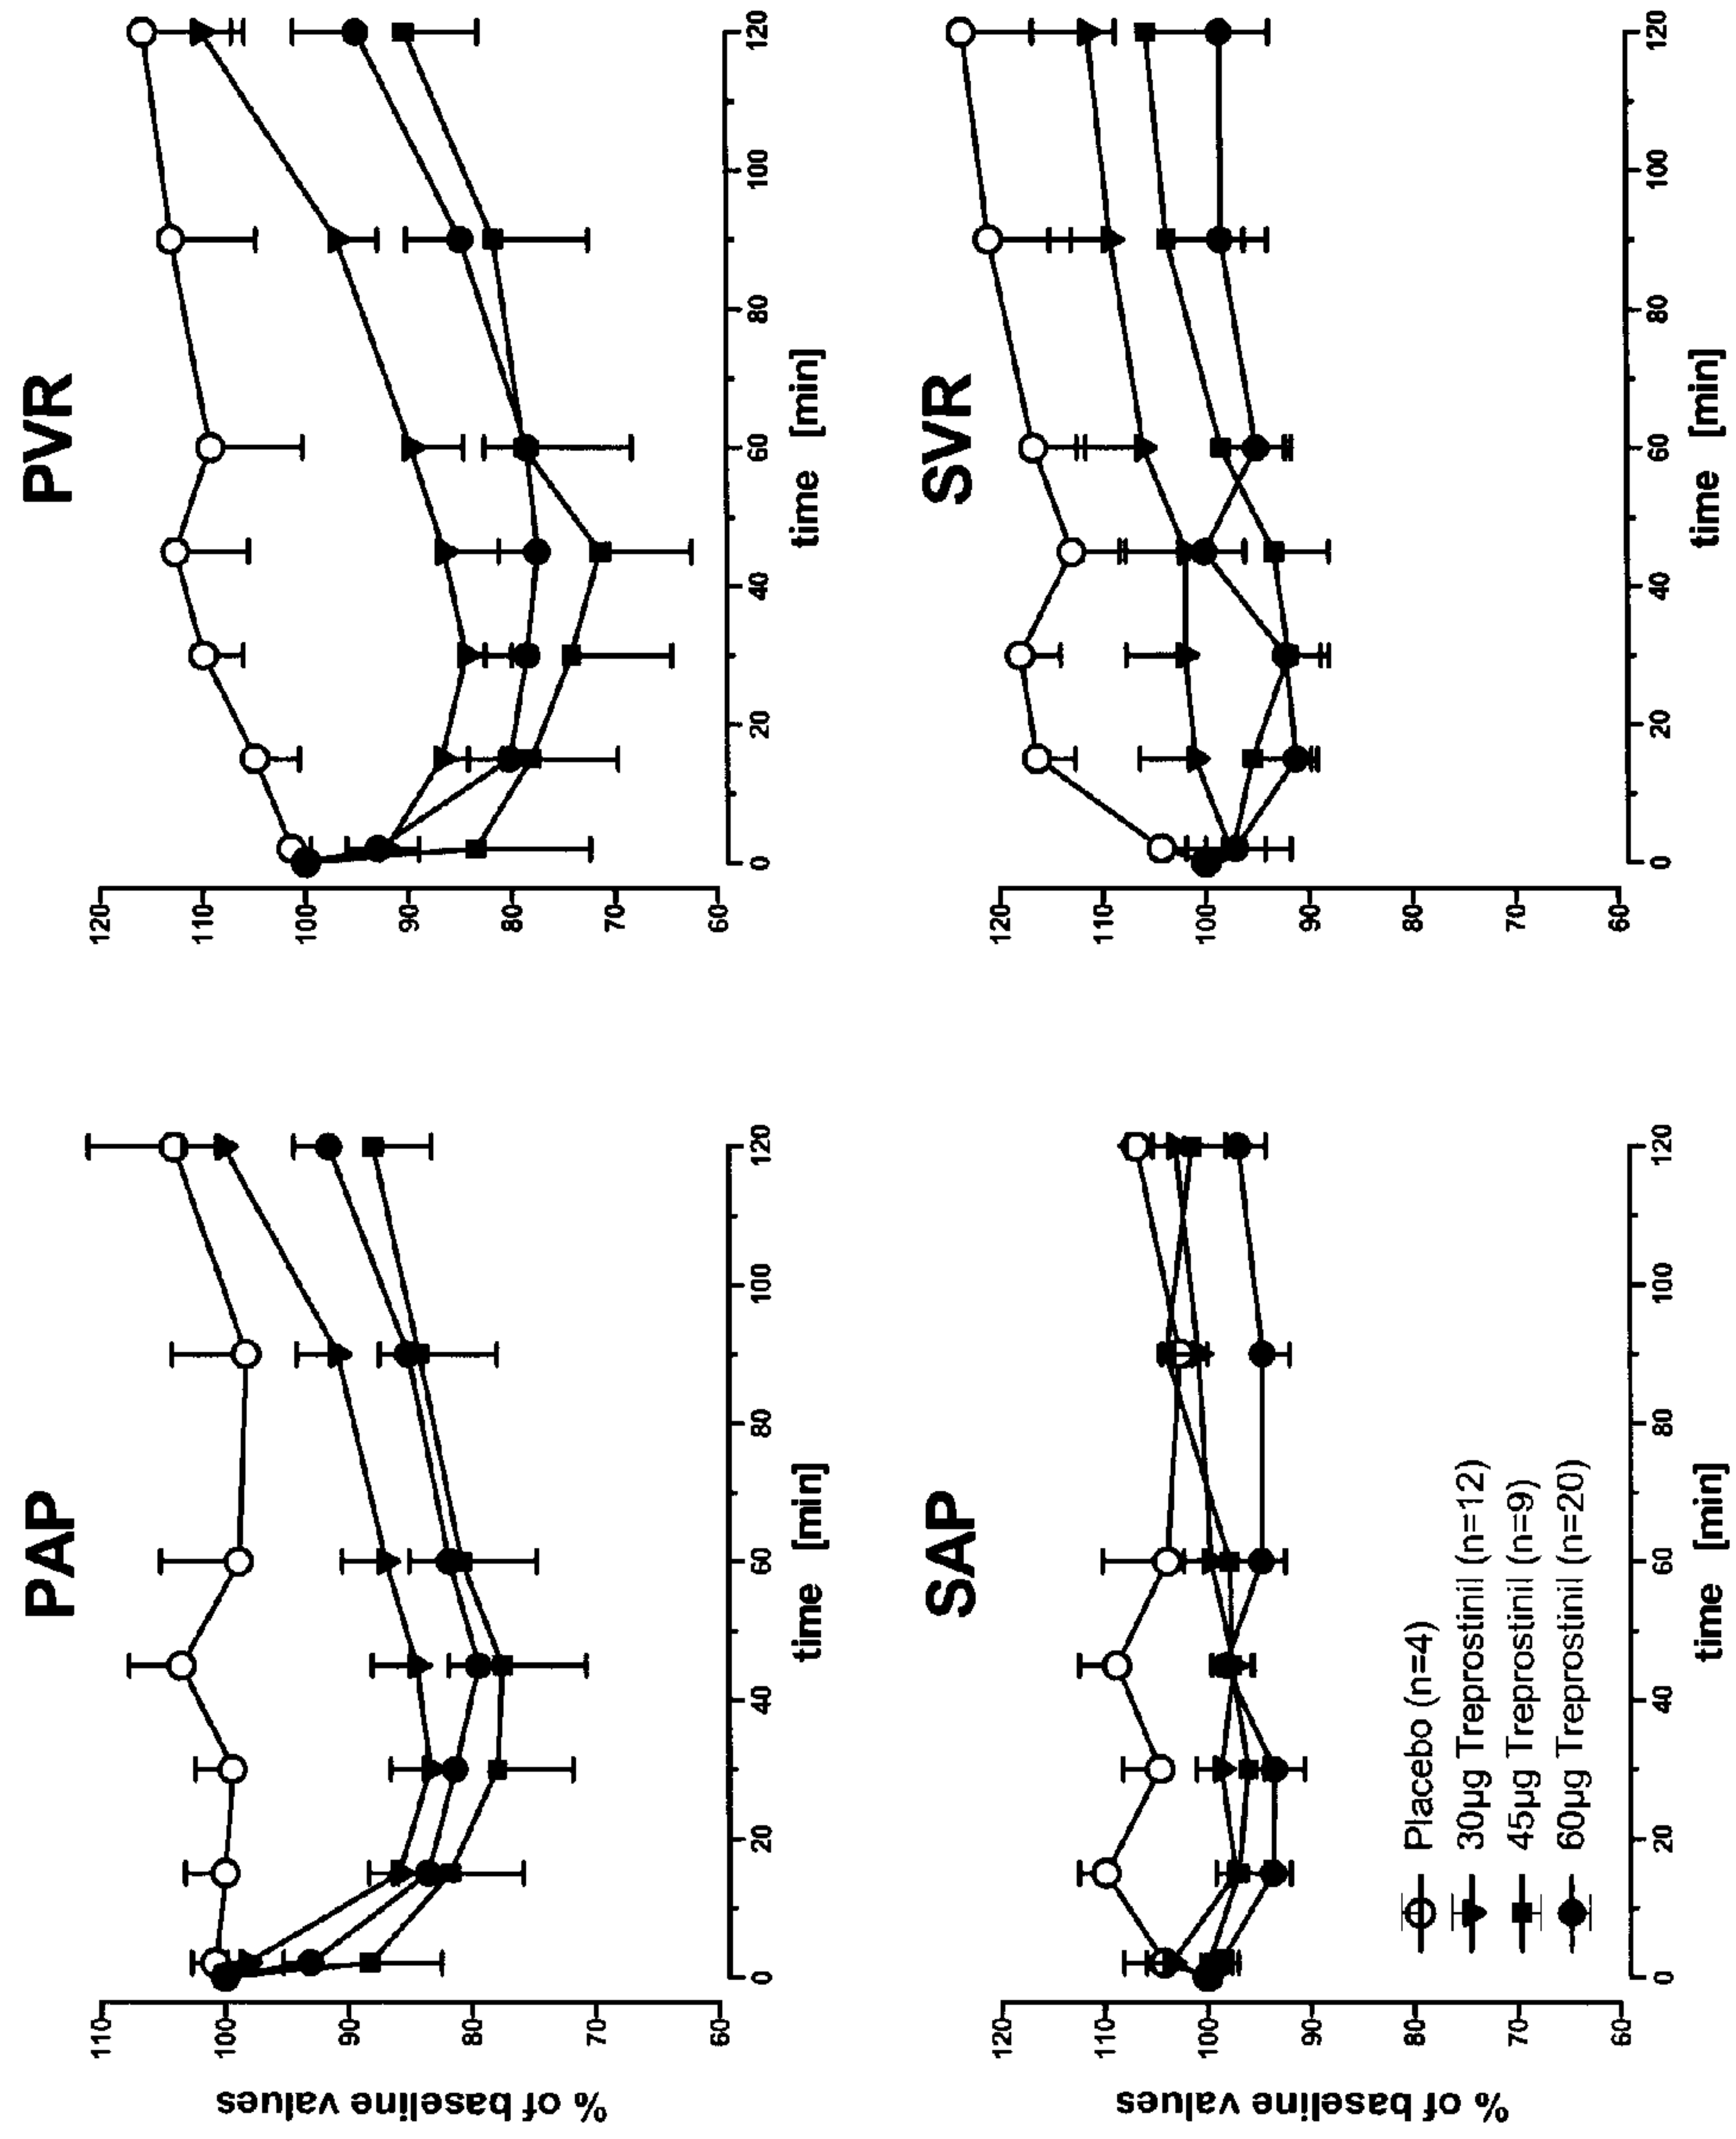 PAP
110
100
90
80
70
60
% of baseline values
0 20 40 60 80 100 120
time [min]
PVR
120
110
100
90
80
70
60
0 20 40 60 80 100 120
time [min]
SAP
120
110
100
90
80
70
60
% of baseline values
Placebo (n=4)
30µg Treprostinil (n=12)
45µg Treprostinil (n=9)
60µg Treprostinil (n=20)
0 20 40 60 80 100 120
time [min]
SVR
120
110
100
90
80
70
60
0 20 40 60 80 100 120
time [min]